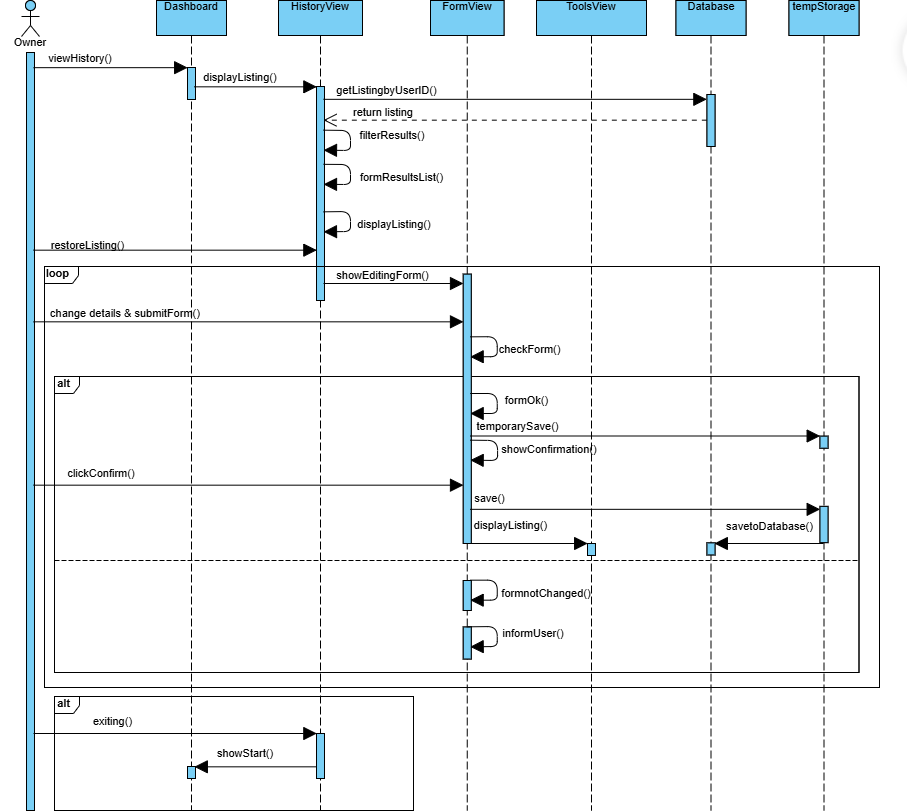 Dashboard
HistoryView
FormView
ToolsView
Database
tempStorage
Owner
viewHistory()
displayListing()
getListingbyUserID()
return listing
filterResults()
formResultsList()
displayListing()
restoreListing()
loop
showEditingForm()
change details & submitForm()
checkForm()
alt
formOk()
temporarySave()
showConfirmation()
clickConfirm()
save()
displayListing()
savetoDatabase()
formnotChanged()
informUser()
alt
exiting()
showStart()